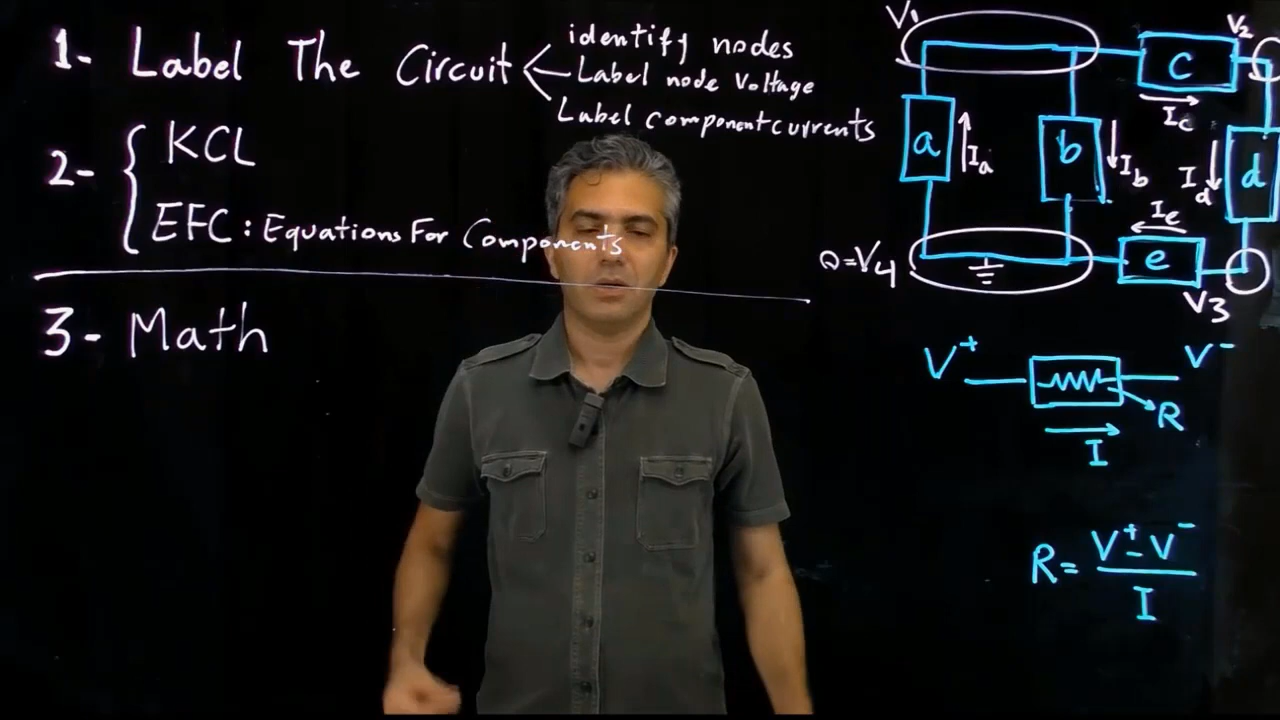 1- Label The Circuit
identify nodes
Label node Voltage
Label component currents
2- KCL
EFC: Equations For Components
3- Math
V1
V2
c
Ic
a
Ia
b
Ib
Id
d
Ie
e
0=V4
V3
V+
V-
R
I
R= V+ - V- / I